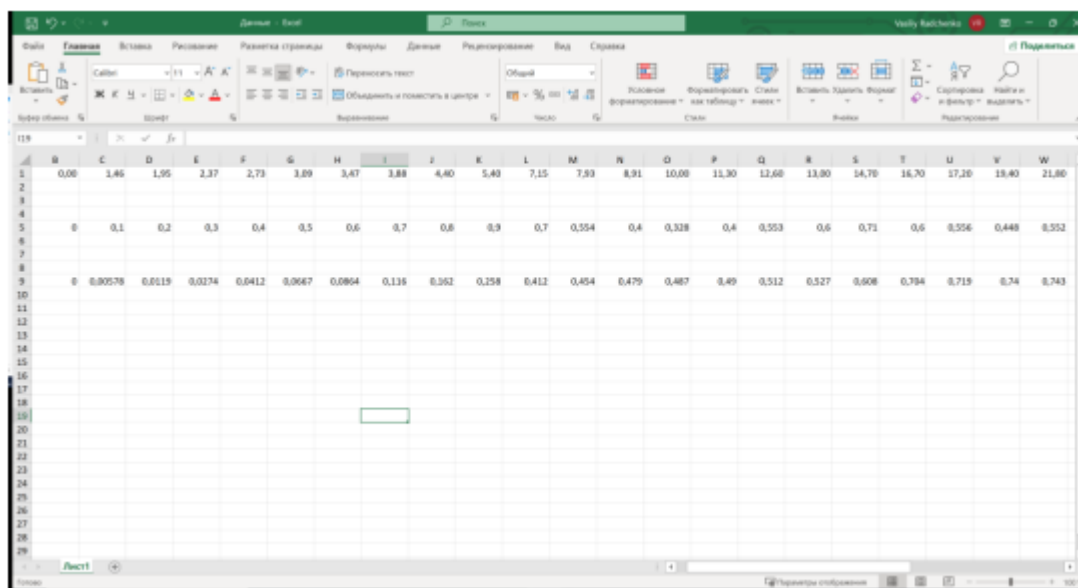 Данные - Excel
Поиск
Vasiliy Radchenko VR
Файл Главная Вставка Рисование Разметка страницы Формулы Данные Рецензирование Вид Справка
Поделиться
Вставить
Calibri 11
Ж К Ч
Переносить текст
Объединить и поместить в центре
Общий
Условное форматирование
Форматировать как таблицу
Стили ячеек
Вставить Удалить Формат
Сортировка и фильтр
Найти и выделить
Буфер обмена Шрифт Выравнивание Число Стили Ячейки Редактирование
I19 fx
B C D E F G H I J K L M N O P Q R S T U V W
1 0,00 1,46 1,95 2,37 2,73 3,09 3,47 3,88 4,40 5,40 7,15 7,93 8,91 10,00 11,30 12,60 13,00 14,70 16,70 17,20 19,40 21,80
2
3
4
5 0 0,1 0,2 0,3 0,4 0,5 0,6 0,7 0,8 0,9 0,7 0,554 0,4 0,328 0,4 0,553 0,6 0,71 0,6 0,556 0,448 0,552
6
7
8
9 0 0,00578 0,0119 0,0274 0,0412 0,0667 0,0864 0,116 0,162 0,258 0,412 0,454 0,479 0,487 0,49 0,512 0,527 0,608 0,704 0,719 0,74 0,743
10
11
12
13
14
15
16
17
18
19
20
21
22
23
24
25
26
27
28
29
Лист1
Готово
Параметры отображения